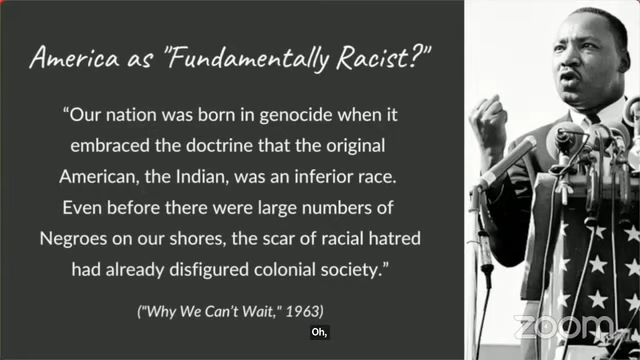 America as "Fundamentally Racist?"
“Our nation was born in genocide when it
embraced the doctrine that the original
American, the Indian, was an inferior race.
Even before there were large numbers of
Negroes on our shores, the scar of racial hatred
had already disfigured colonial society.”
("Why We Can't Wait," 1963)
Oh,
zoom